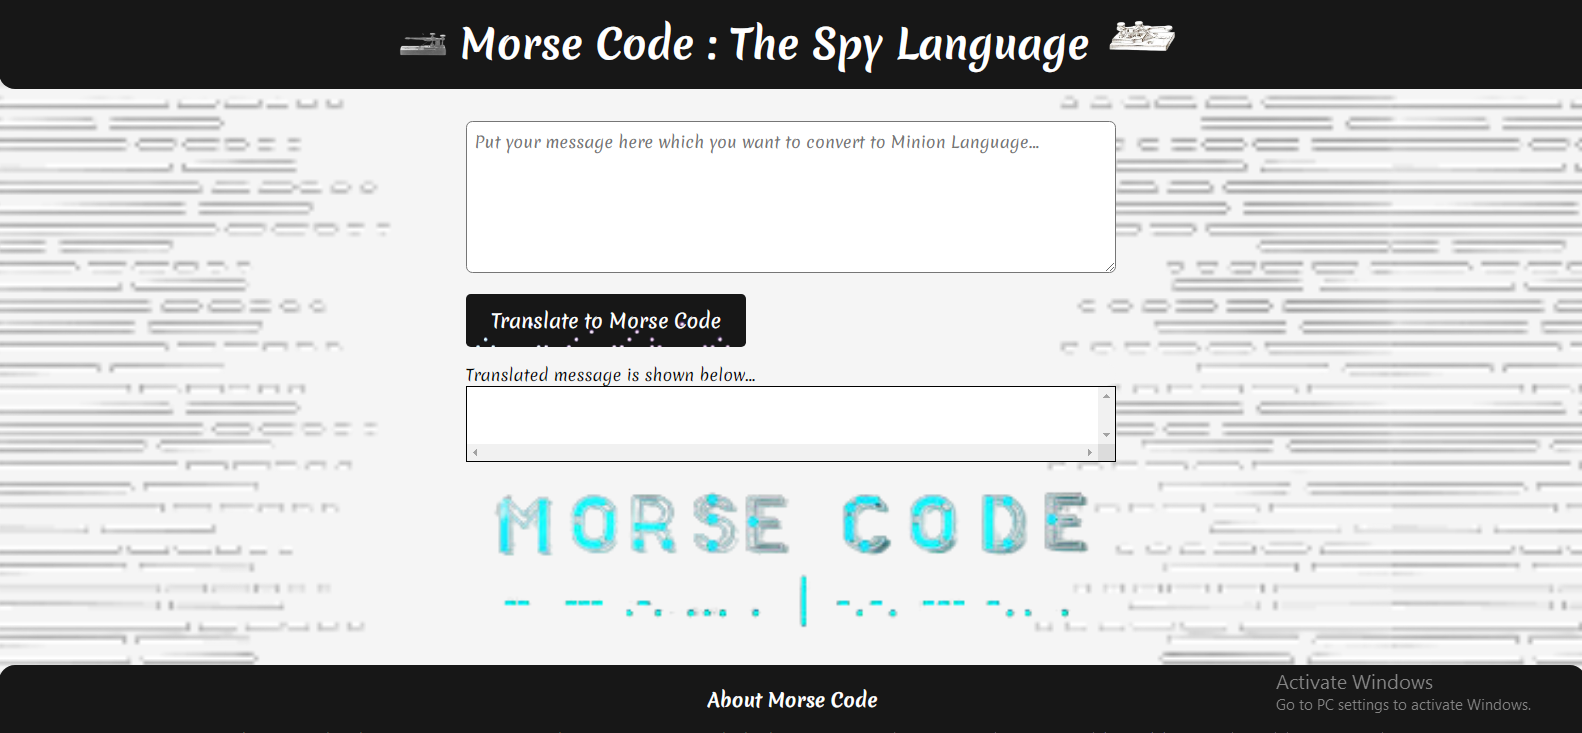 Morse Code : The Spy Language
Put your message here which you want to convert to Minion Language...
Translate to Morse Code
Translated message is shown below...
MORSE CODE
-- --- .-. ... . | -.-. --- -.. .
About Morse Code
Activate Windows
Go to PC settings to activate Windows.